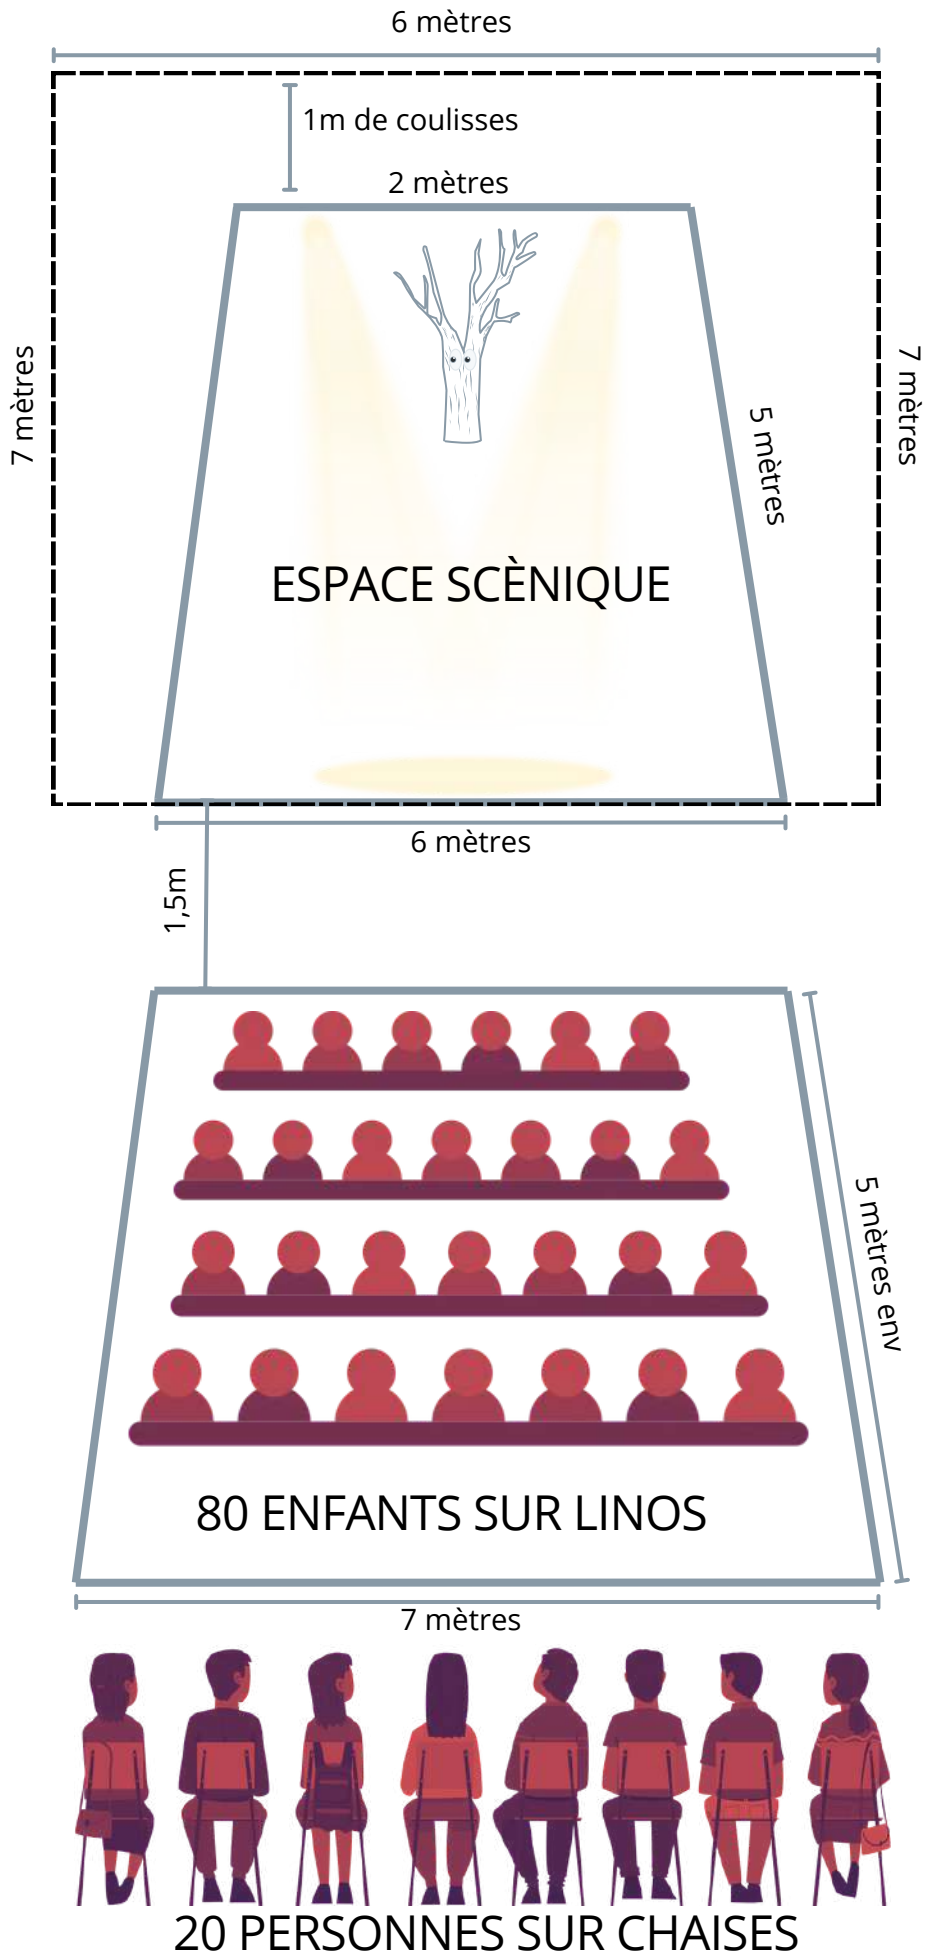 6 mètres
1m de coulisses
2 mètres
7 mètres
7 mètres
5 mètres
ESPACE SCÈNIQUE
6 mètres
1,5m
5 mètres env
80 ENFANTS SUR LINOS
7 mètres
20 PERSONNES SUR CHAISES